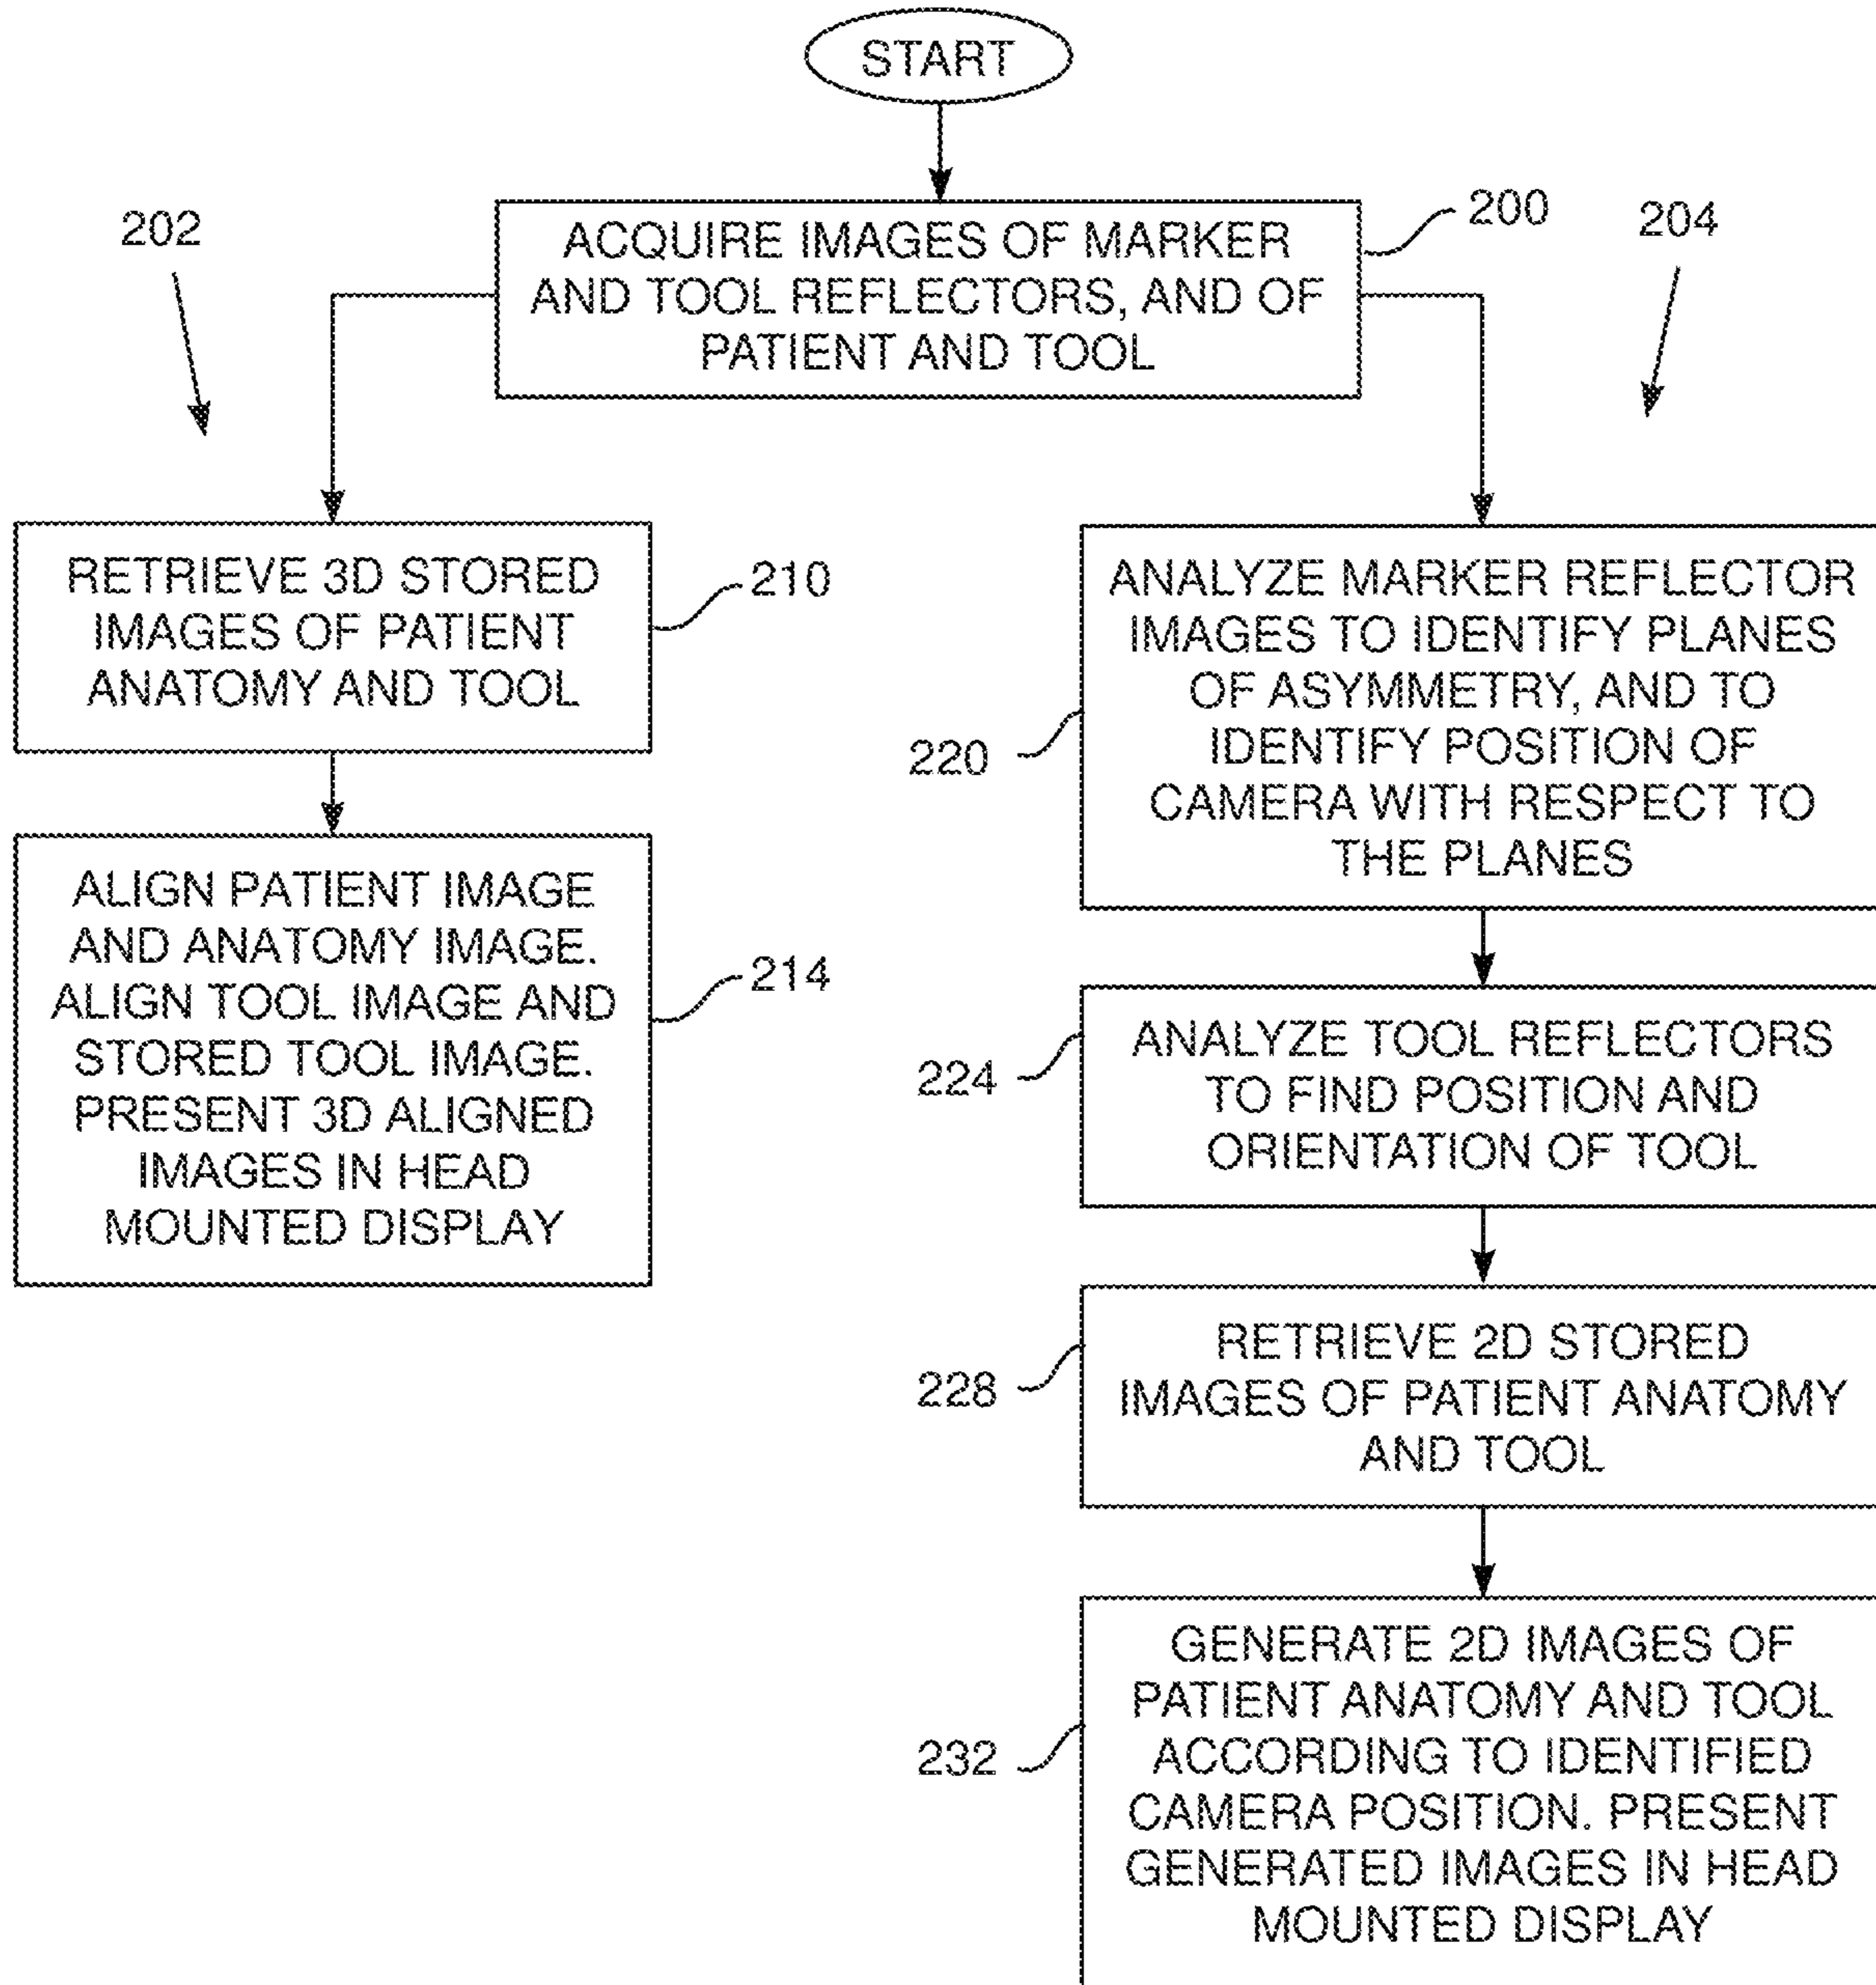 START
200
ACQUIRE IMAGES OF MARKER
AND TOOL REFLECTORS, AND OF
PATIENT AND TOOL
202
204
RETRIEVE 3D STORED
IMAGES OF PATIENT
ANATOMY AND TOOL
210
ALIGN PATIENT IMAGE
AND ANATOMY IMAGE.
ALIGN TOOL IMAGE AND
STORED TOOL IMAGE.
PRESENT 3D ALIGNED
IMAGES IN HEAD
MOUNTED DISPLAY
214
ANALYZE MARKER REFLECTOR
IMAGES TO IDENTIFY PLANES
OF ASYMMETRY, AND TO
IDENTIFY POSITION OF
CAMERA WITH RESPECT TO
THE PLANES
220
ANALYZE TOOL REFLECTORS
TO FIND POSITION AND
ORIENTATION OF TOOL
224
RETRIEVE 2D STORED
IMAGES OF PATIENT ANATOMY
AND TOOL
228
GENERATE 2D IMAGES OF
PATIENT ANATOMY AND TOOL
ACCORDING TO IDENTIFIED
CAMERA POSITION. PRESENT
GENERATED IMAGES IN HEAD
MOUNTED DISPLAY
232